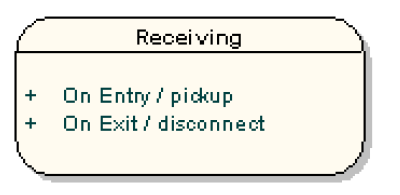 Receiving
+ On Entry / pickup
+ On Exit / disconnect